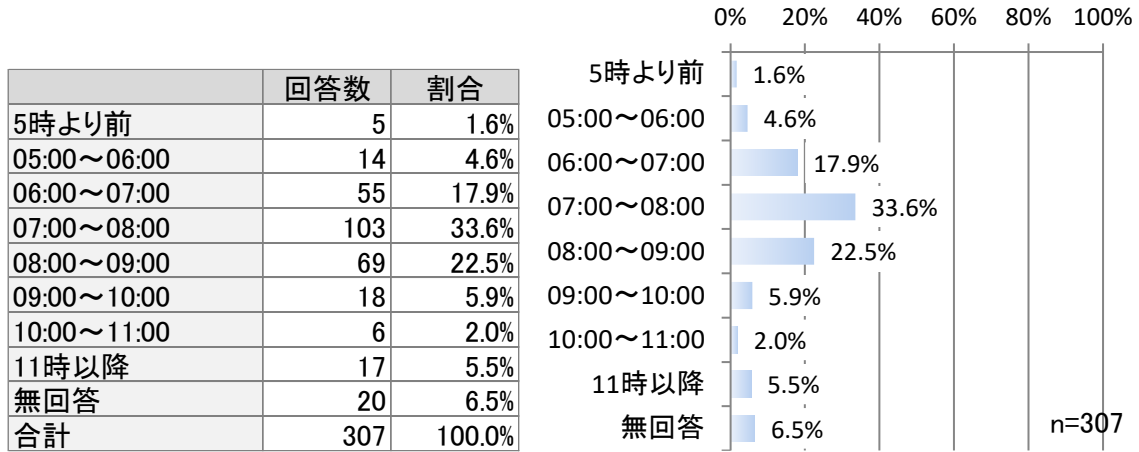 回答数 割合
5時より前 5 1.6%
05:00～06:00 14 4.6%
06:00～07:00 55 17.9%
07:00～08:00 103 33.6%
08:00～09:00 69 22.5%
09:00～10:00 18 5.9%
10:00～11:00 6 2.0%
11時以降 17 5.5%
無回答 20 6.5%
合計 307 100.0%
0% 20% 40% 60% 80% 100%
5時より前 1.6%
05:00～06:00 4.6%
06:00～07:00 17.9%
07:00～08:00 33.6%
08:00～09:00 22.5%
09:00～10:00 5.9%
10:00～11:00 2.0%
11時以降 5.5%
無回答 6.5%
n=307